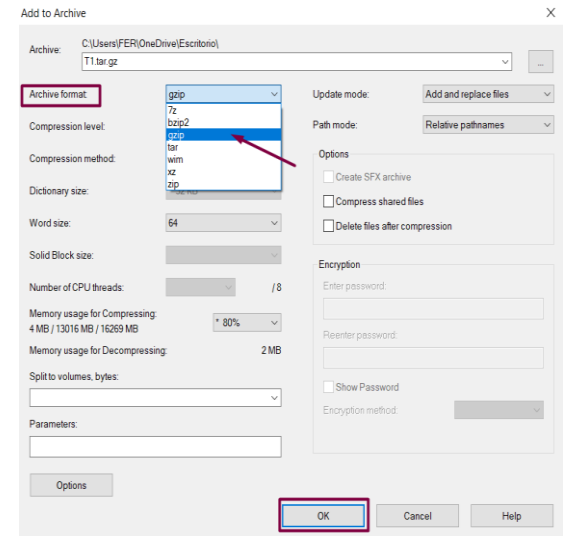 Add to Archive
X
Archive:
C:\Users\FER\OneDrive\Escritorio\
T1.tar.gz
...
Archive format:
gzip
7z
bzip2
gzip
tar
wim
xz
zip
Compression level:
Compression method:
Dictionary size:
Word size:
64
Solid Block size:
Number of CPU threads:
/ 8
Memory usage for Compressing:
4 MB / 13016 MB / 16269 MB
* 80%
Memory usage for Decompressing:
2 MB
Split to volumes, bytes:
Parameters:
Options
Update mode:
Add and replace files
Path mode:
Relative pathnames
Options
Create SFX archive
Compress shared files
Delete files after compression
Encryption
Enter password:
Reenter password:
Show Password
Encryption method:
OK
Cancel
Help